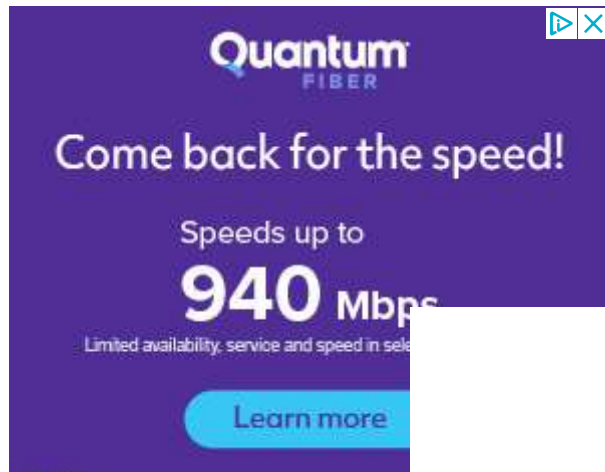 Quantum
FIBER
Come back for the speed!
Speeds up to
940 Mbps
Limited availability, service and speed in
Learn more